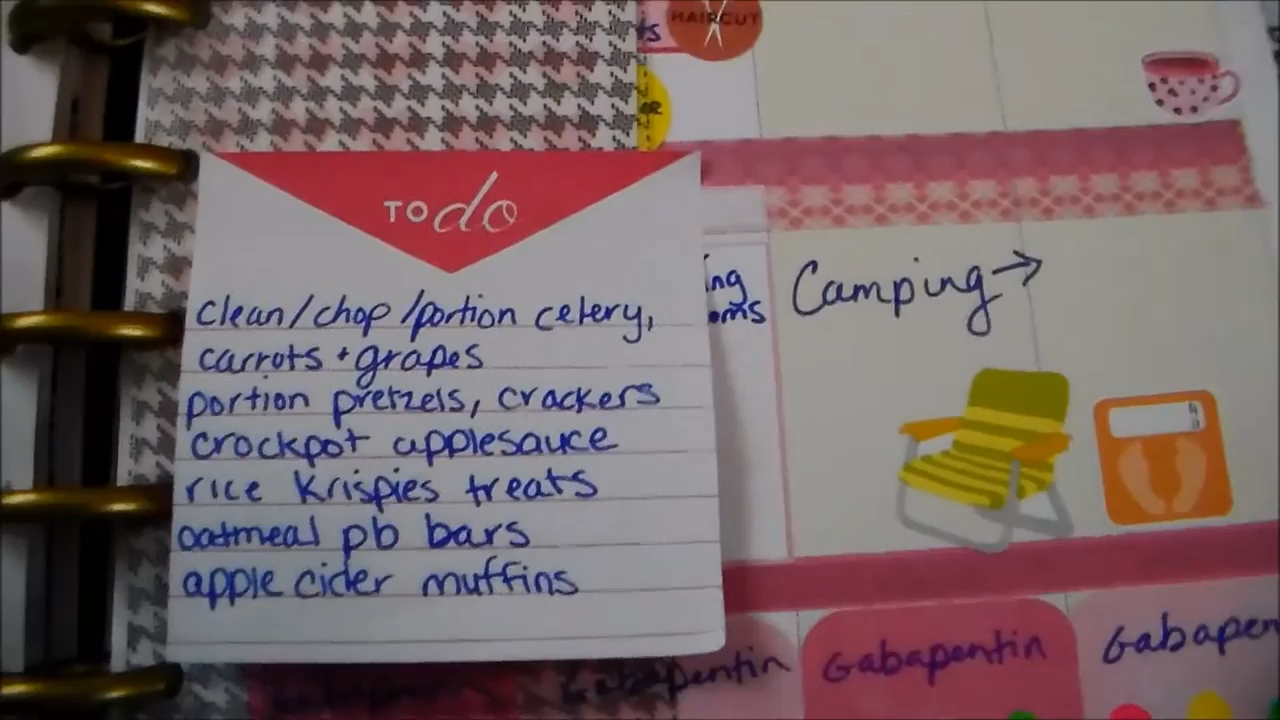 HAIRCUT
TO do
clean/chop/portion celery,
carrots + grapes
portion pretzels, crackers
crockpot applesauce
rice krispies treats
oatmeal pb bars
apple cider muffins
Camping→
Gabapentin
Gabapen